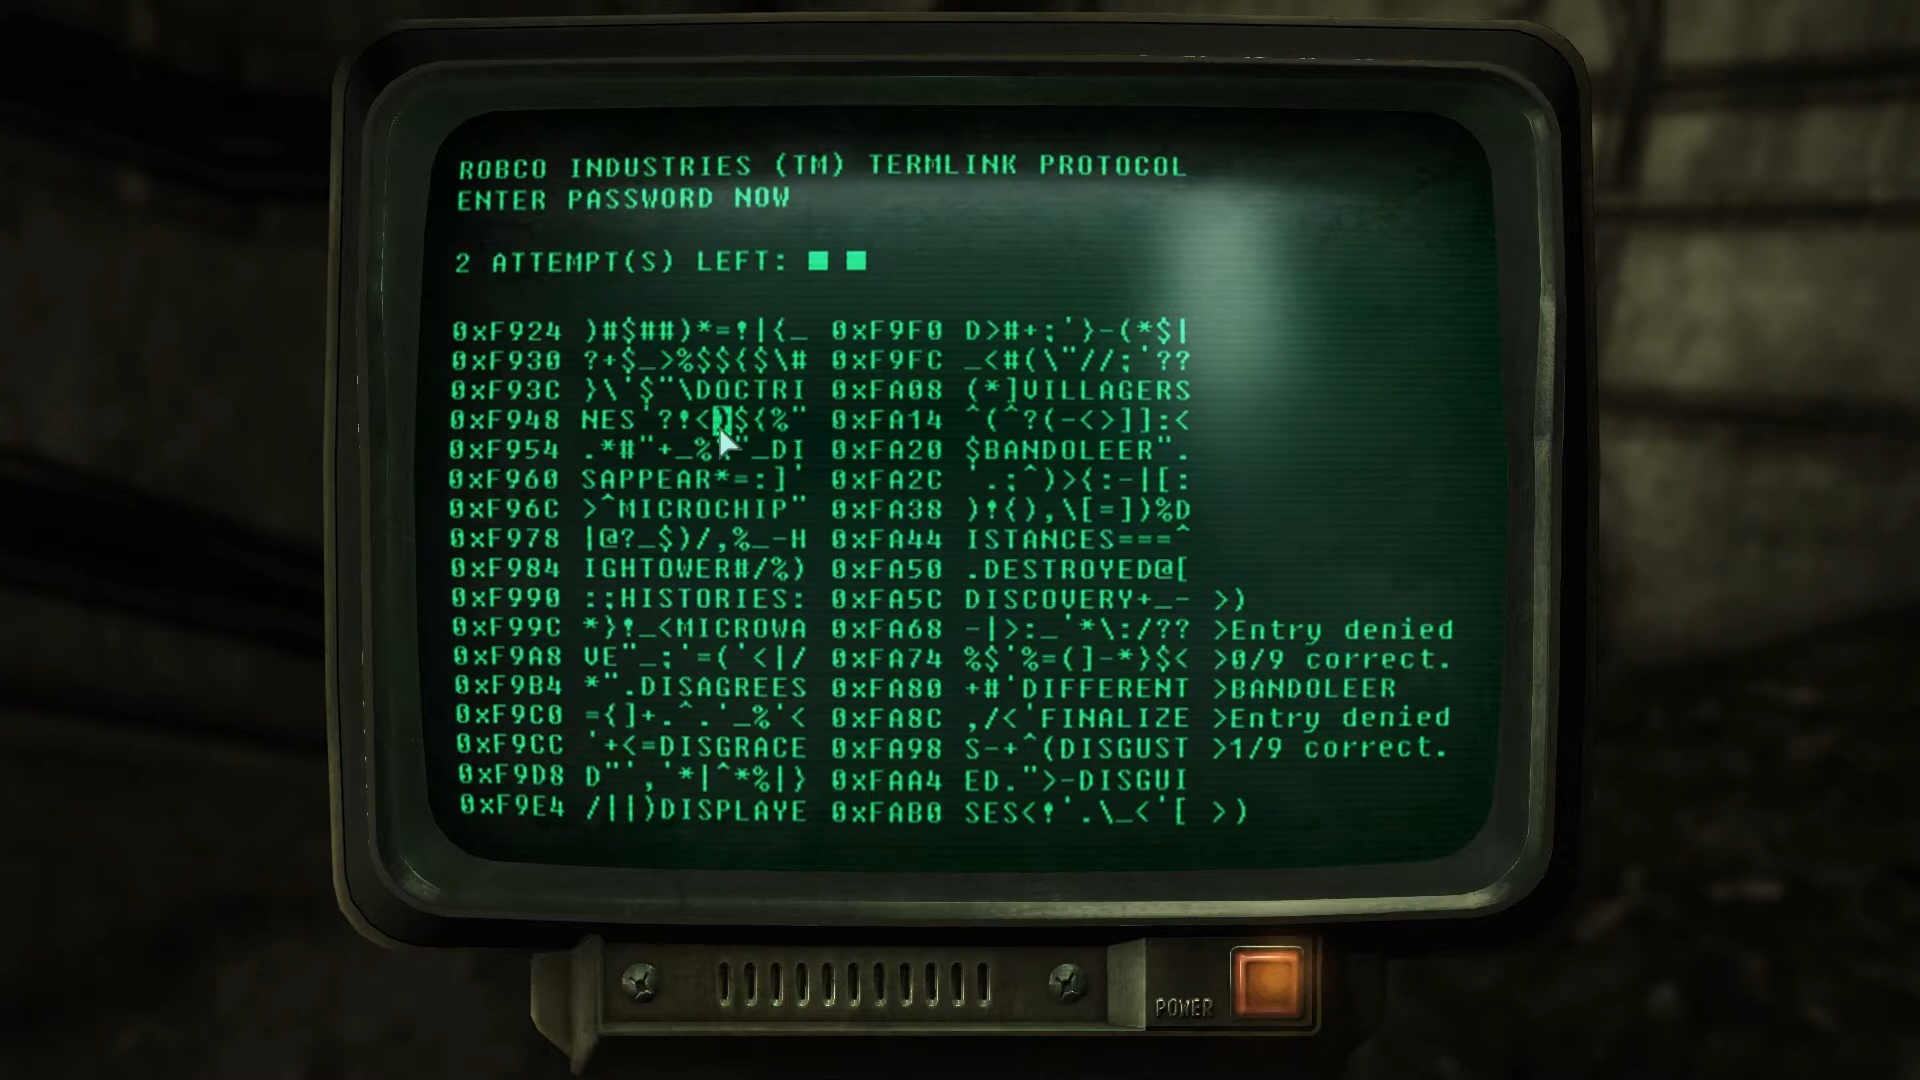 ROBCO INDUSTRIES (TM) TERMLINK PROTOCOL
ENTER PASSWORD NOW
2 ATTEMPT(S) LEFT: ■ ■
0xF924 )#$##)*=!|{_ 0xF9F0 D>#+;'}-(*$|
0xF930 ?+$_>%$${$\# 0xF9FC _<#(\"//;'??
0xF93C }\'$"\DOCTRI 0xFA08 (*]VILLAGERS
0xF948 NES'?!<)${%" 0xFA14 ^(^?(-<>]]:<
0xF954 .*#"+_% "_DI 0xFA20 $BANDOLEER".
0xF960 SAPPEAR*=:]' 0xFA2C '.;^)>{:-|[:
0xF96C >^MICROCHIP" 0xFA38 )!{),\[=])%D
0xF978 |@?_$)/,%_-H 0xFA44 ISTANCES===^
0xF984 IGHTOWER#/%) 0xFA50 .DESTROYED@[
0xF990 :;HISTORIES: 0xFA5C DISCOVERY+_- >)
0xF99C *}!_<MICROWA 0xFA68 -|>:_'*\:/?? >Entry denied
0xF9A8 VE"_;'=('<|/ 0xFA74 %$'%=(]-*}$< >0/9 correct.
0xF9B4 *".DISAGREES 0xFA80 +#'DIFFERENT >BANDOLEER
0xF9C0 ={]+.^.'_%'< 0xFA8C ,/<'FINALIZE >Entry denied
0xF9CC '+<=DISGRACE 0xFA98 S-+^(DISGUST >1/9 correct.
0xF9D8 D"','*|^*%|} 0xFAA4 ED.">-DISGUI
0xF9E4 /||)DISPLAYE 0xFAB0 SES<!'.\_<'[ >)
POWER